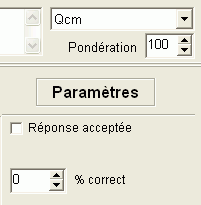 Qcm
Pondération 100
Paramètres
Réponse acceptée
0 % correct